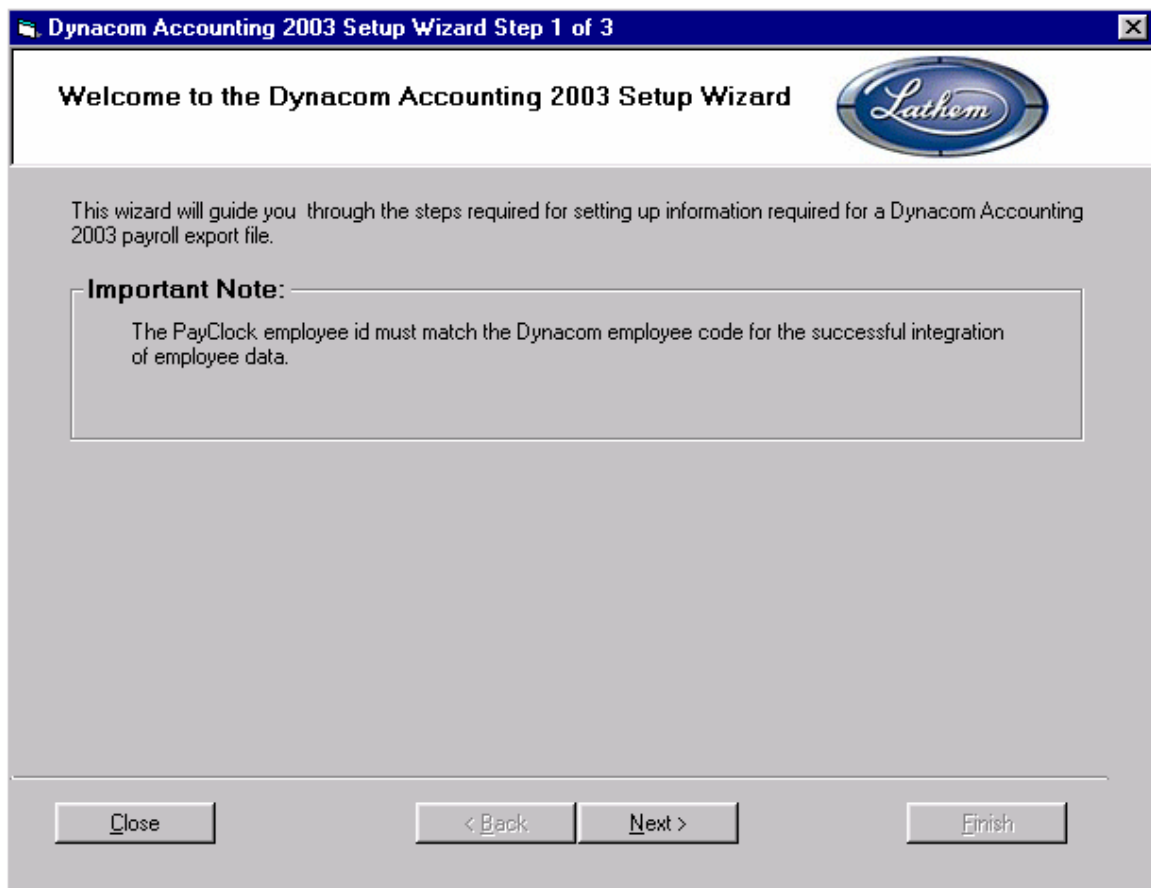 Dynacom Accounting 2003 Setup Wizard Step 1 of 3
Welcome to the Dynacom Accounting 2003 Setup Wizard
Lathem
This wizard will guide you  through the steps required for setting up information required for a Dynacom Accounting
2003 payroll export file.
Important Note:
The PayClock employee id must match the Dynacom employee code for the successful integration
of employee data.
Close
< Back
Next >
Finish